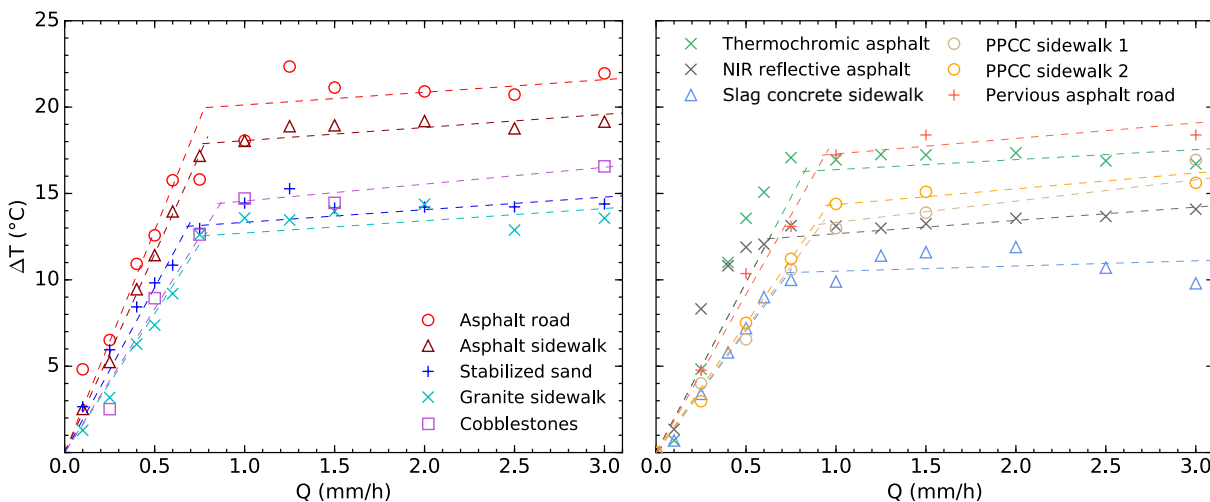 25
20
15
10
5
ΔT (°C)
0.0 0.5 1.0 1.5 2.0 2.5 3.0
Q (mm/h)
Asphalt road
Asphalt sidewalk
Stabilized sand
Granite sidewalk
Cobblestones
Thermochromic asphalt
NIR reflective asphalt
Slag concrete sidewalk
PPCC sidewalk 1
PPCC sidewalk 2
Pervious asphalt road
0.0 0.5 1.0 1.5 2.0 2.5 3.0
Q (mm/h)